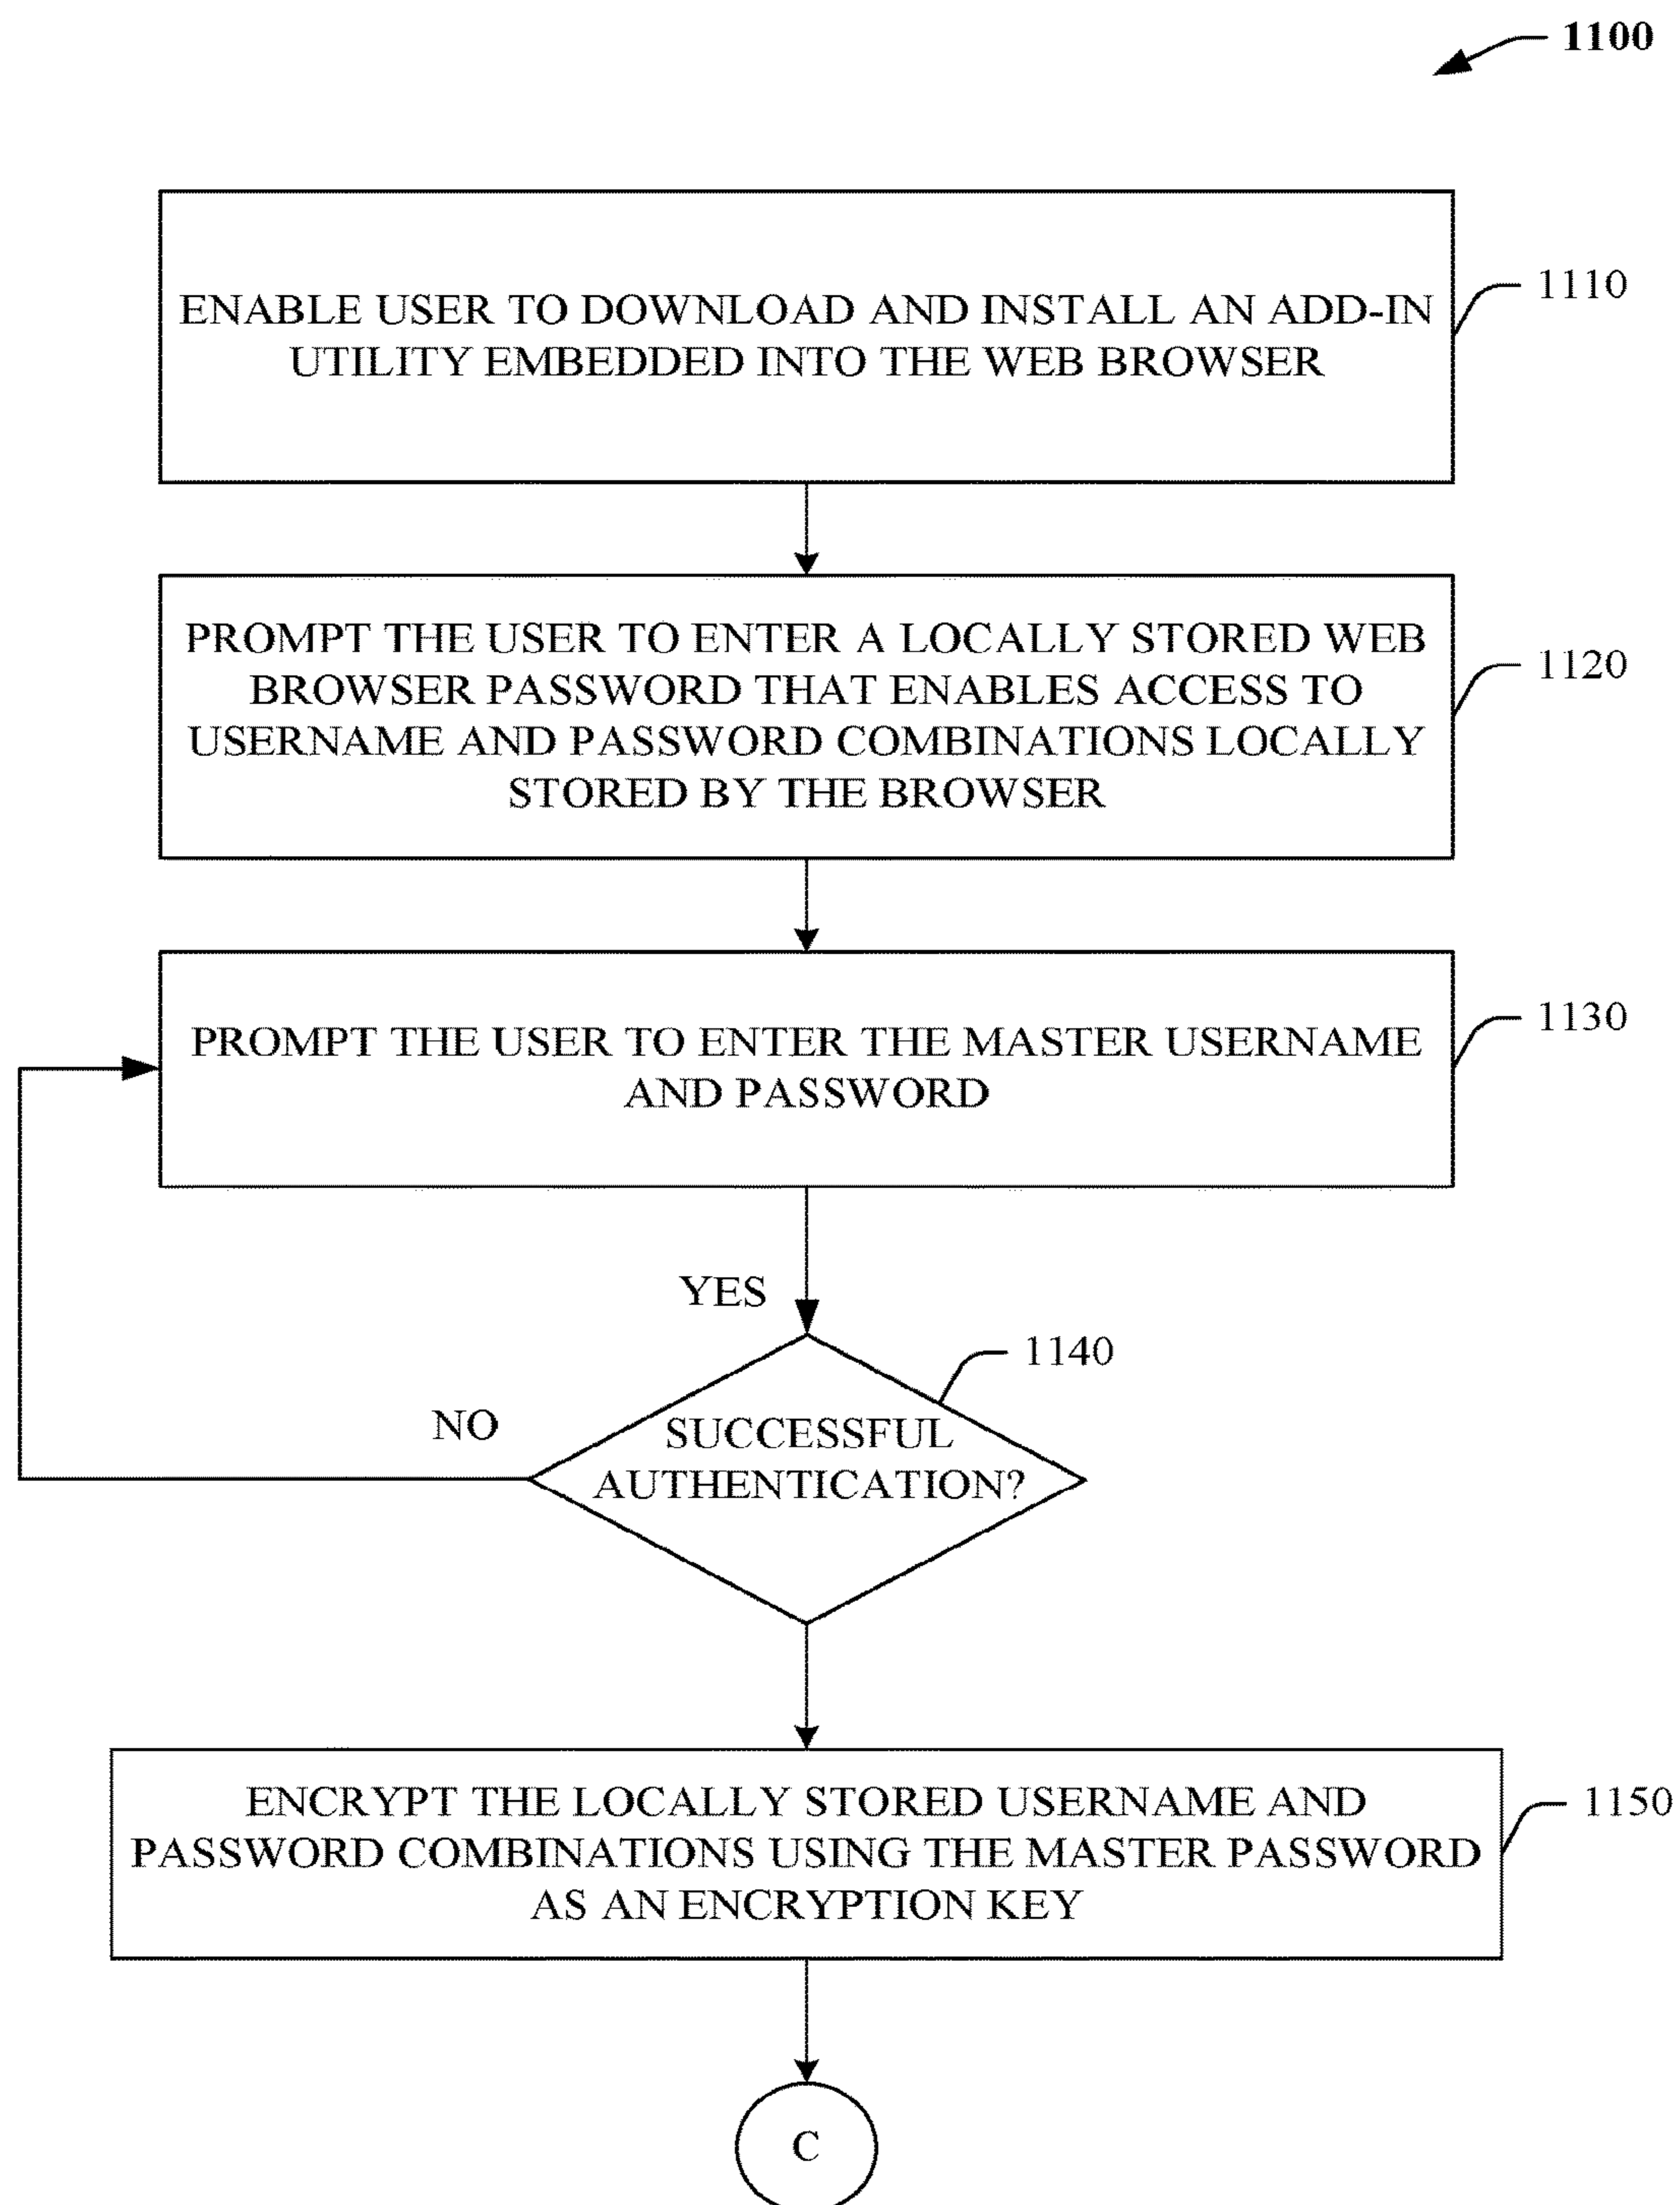 1100
ENABLE USER TO DOWNLOAD AND INSTALL AN ADD-IN
UTILITY EMBEDDED INTO THE WEB BROWSER
1110
PROMPT THE USER TO ENTER A LOCALLY STORED WEB
BROWSER PASSWORD THAT ENABLES ACCESS TO
USERNAME AND PASSWORD COMBINATIONS LOCALLY
STORED BY THE BROWSER
1120
PROMPT THE USER TO ENTER THE MASTER USERNAME
AND PASSWORD
1130
YES
1140
NO
SUCCESSFUL
AUTHENTICATION?
ENCRYPT THE LOCALLY STORED USERNAME AND
PASSWORD COMBINATIONS USING THE MASTER PASSWORD
AS AN ENCRYPTION KEY
1150
C